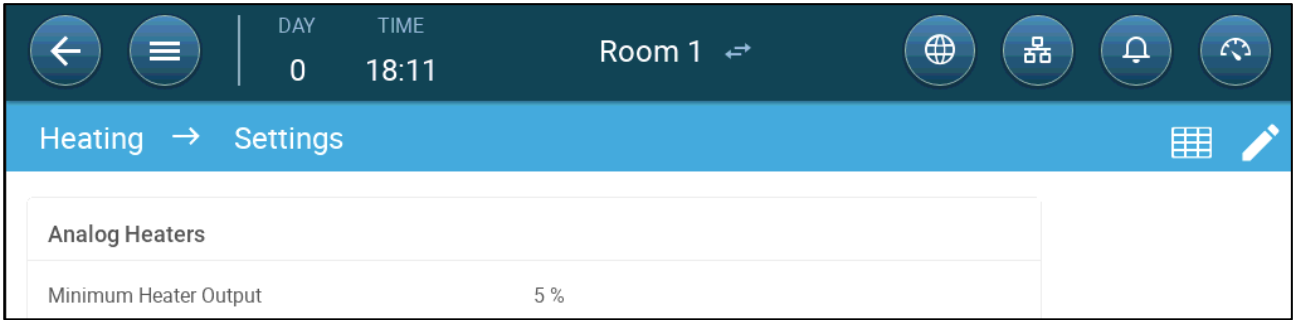 DAY TIME
0 18:11
Room 1
Heating → Settings
Analog Heaters
Minimum Heater Output 5 %